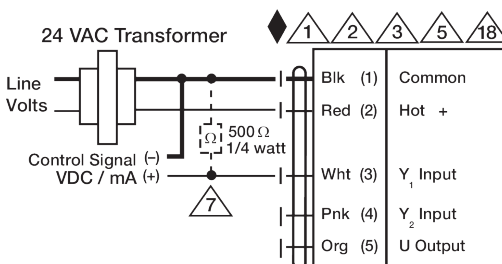 1 2 3 5 18
24 VAC Transformer
Line
Volts
Blk (1) Common
Red (2) Hot +
Ω 500 Ω
1/4 watt
Control Signal (-)
VDC / mA (+)
7
Wht (3) Y1 Input
Pnk (4) Y2 Input
Org (5) U Output